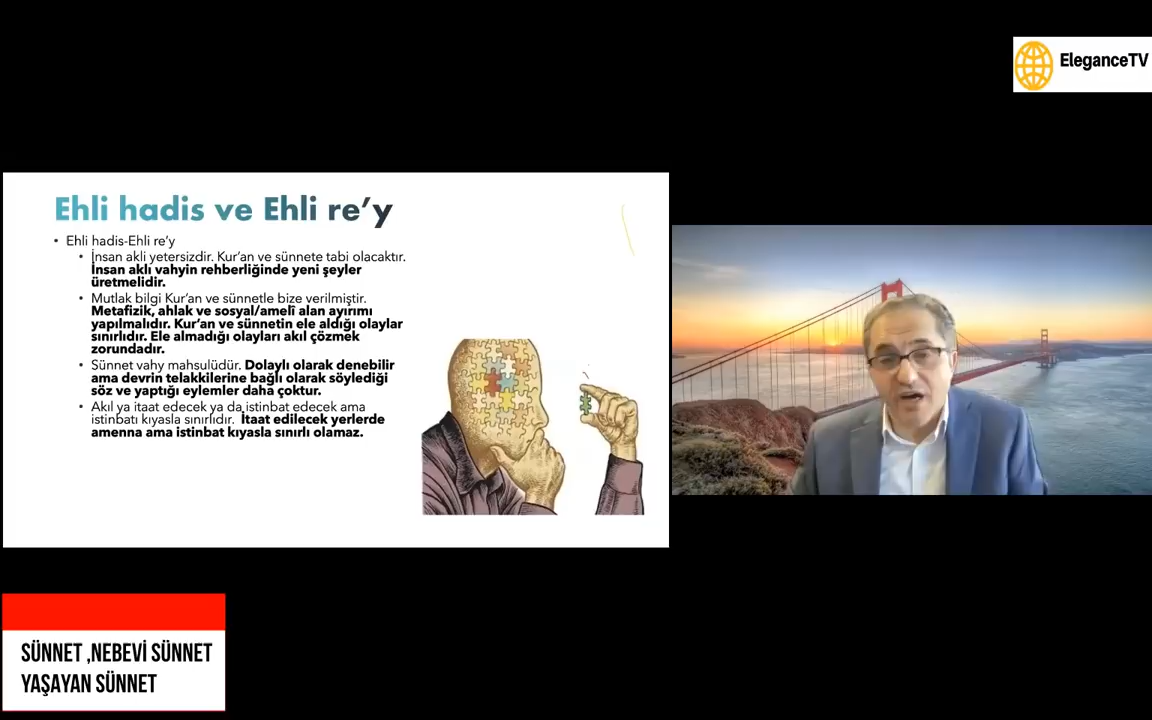 EleganceTV
Ehli hadis ve Ehli re’y
• Ehli hadis-Ehli re’y
• İnsan akli yetersizdir. Kur’an ve sünnete tabi olacaktır.
İnsan aklı vahyin rehberliğinde yeni şeyler
üretmelidir.
• Mutlak bilgi Kur’an ve sünnetle bize verilmiştir.
Metafizik, ahlak ve sosyal/amelî alan ayırımı
yapılmalıdır. Kur’an ve sünnetin ele aldığı olaylar
sınırlıdır. Ele almadığı olayları akıl çözmek
zorundadır.
• Sünnet vahy mahsulüdür. Dolaylı olarak denebilir
ama devrin telakkilerine bağlı olarak söylediği
söz ve yaptığı eylemler daha çoktur.
• Akıl ya itaat edecek ya da istinbat edecek ama
istinbatı kıyasla sınırlıdır. İtaat edilecek yerlerde
amenna ama istinbat kıyasla sınırlı olamaz.
SÜNNET ,NEBEVİ SÜNNET
YAŞAYAN SÜNNET